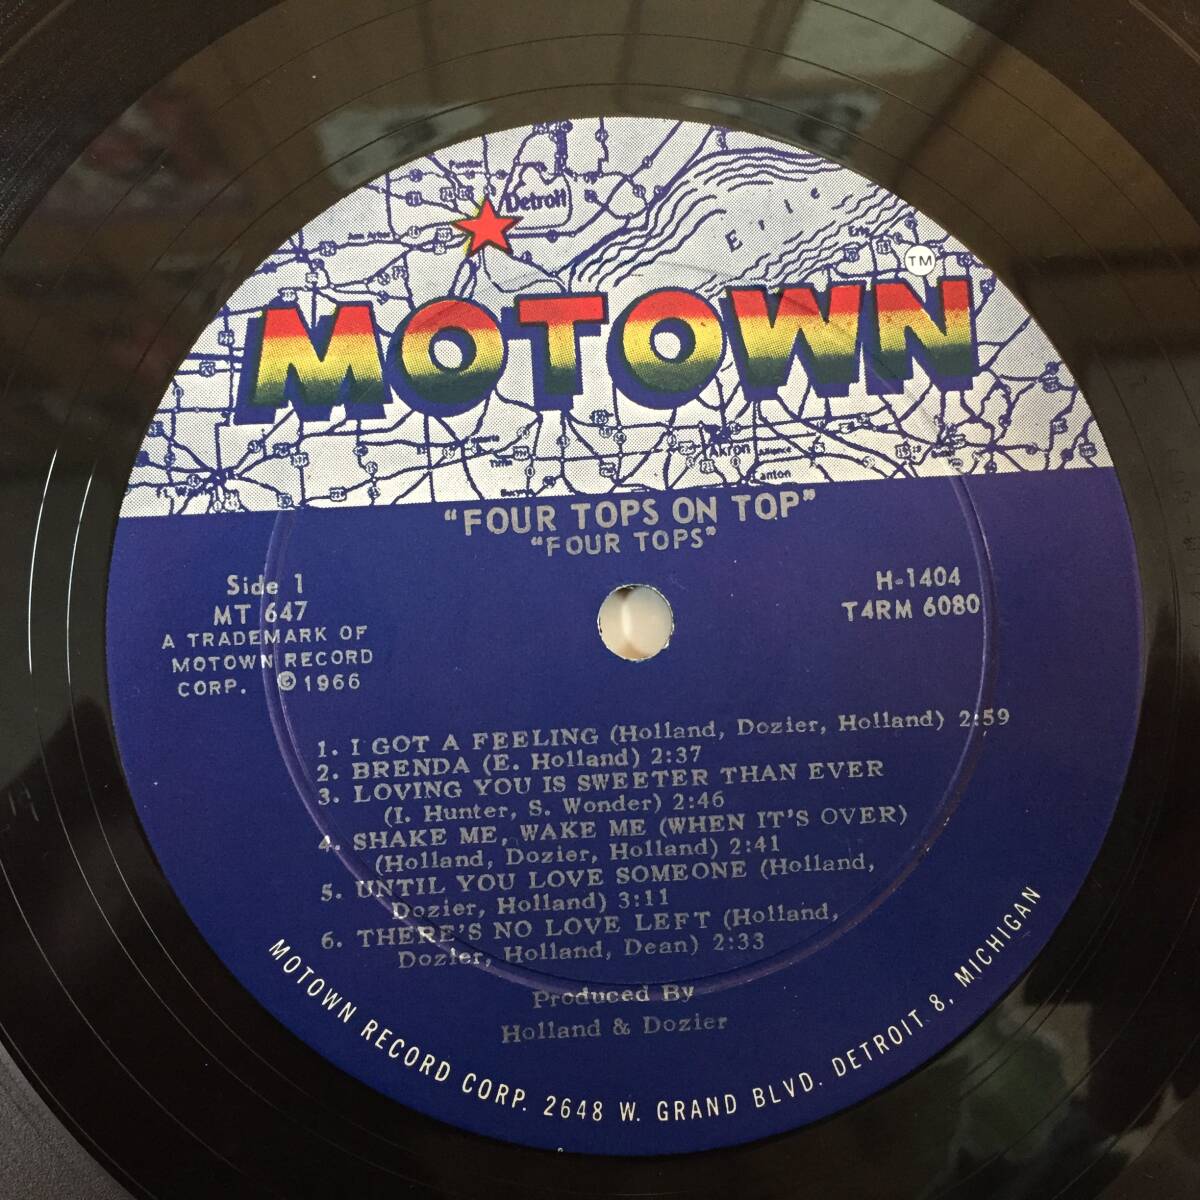 Detroit
Erie
Erie
TM
MOTOWN
Akron
"FOUR TOPS ON TOP"
"FOUR TOPS"
Side 1
MT 647
A TRADEMARK OF
MOTOWN RECORD
CORP. ©1966
H-1404
T4RM 6080
1. I GOT A FEELING (Holland, Dozier, Holland) 2:59
2. BRENDA (E. Holland) 2:37
3. LOVING YOU IS SWEETER THAN EVER
(I. Hunter, S. Wonder) 2:46
4. SHAKE ME, WAKE ME (WHEN IT'S OVER)
(Holland, Dozier, Holland) 2:41
5. UNTIL YOU LOVE SOMEONE (Holland,
Dozier, Holland) 3:11
6. THERE'S NO LOVE LEFT (Holland,
Dozier, Holland, Dean) 2:33
Produced By
Holland & Dozier
MOTOWN RECORD CORP. 2648 W. GRAND BLVD. DETROIT 8, MICHIGAN